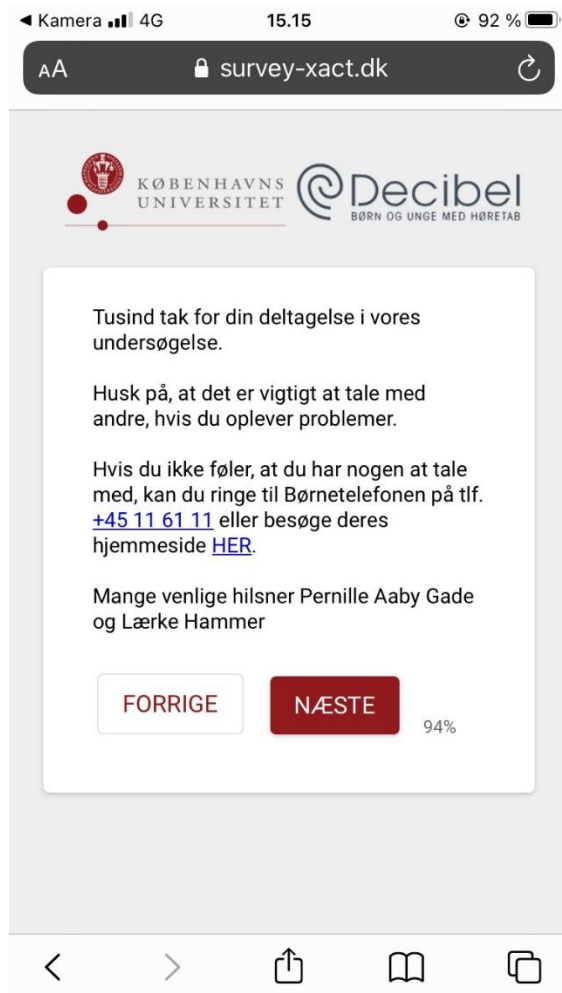 Kamera 4G 15.15 92 %
AA survey-xact.dk
KØBENHAVNS
UNIVERSITET
Decibel
BØRN OG UNGE MED HØRETAB
Tusind tak for din deltagelse i vores
undersøgelse.
Husk på, at det er vigtigt at tale med
andre, hvis du oplever problemer.
Hvis du ikke føler, at du har nogen at tale
med, kan du ringe til Børnetelefonen på tlf.
+45 11 61 11 eller besøge deres
hjemmeside HER.
Mange venlige hilsner Pernille Aaby Gade
og Lærke Hammer
FORRIGE NÆSTE 94%